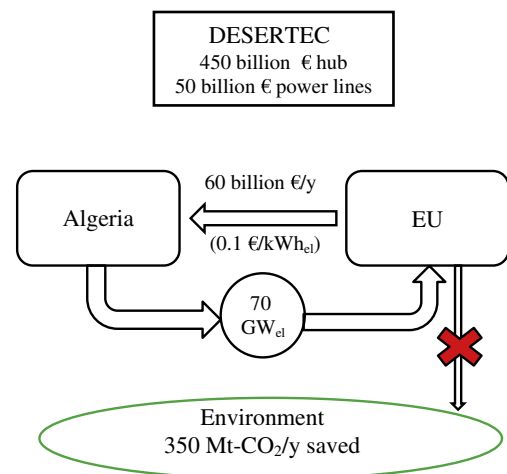 DESERTEC
450 billion € hub
50 billion € power lines
60 billion €/y
Algeria
EU
(0.1 €/kWhₑₗ)
70
GWₑₗ
Environment
350 Mt-CO₂/y saved